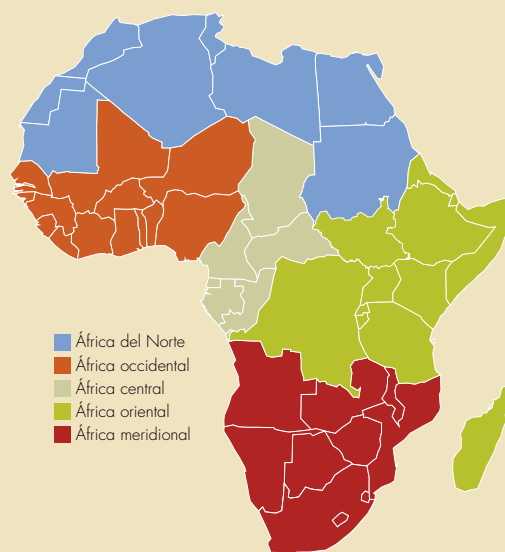 África del Norte
África occidental
África central
África oriental
África meridional